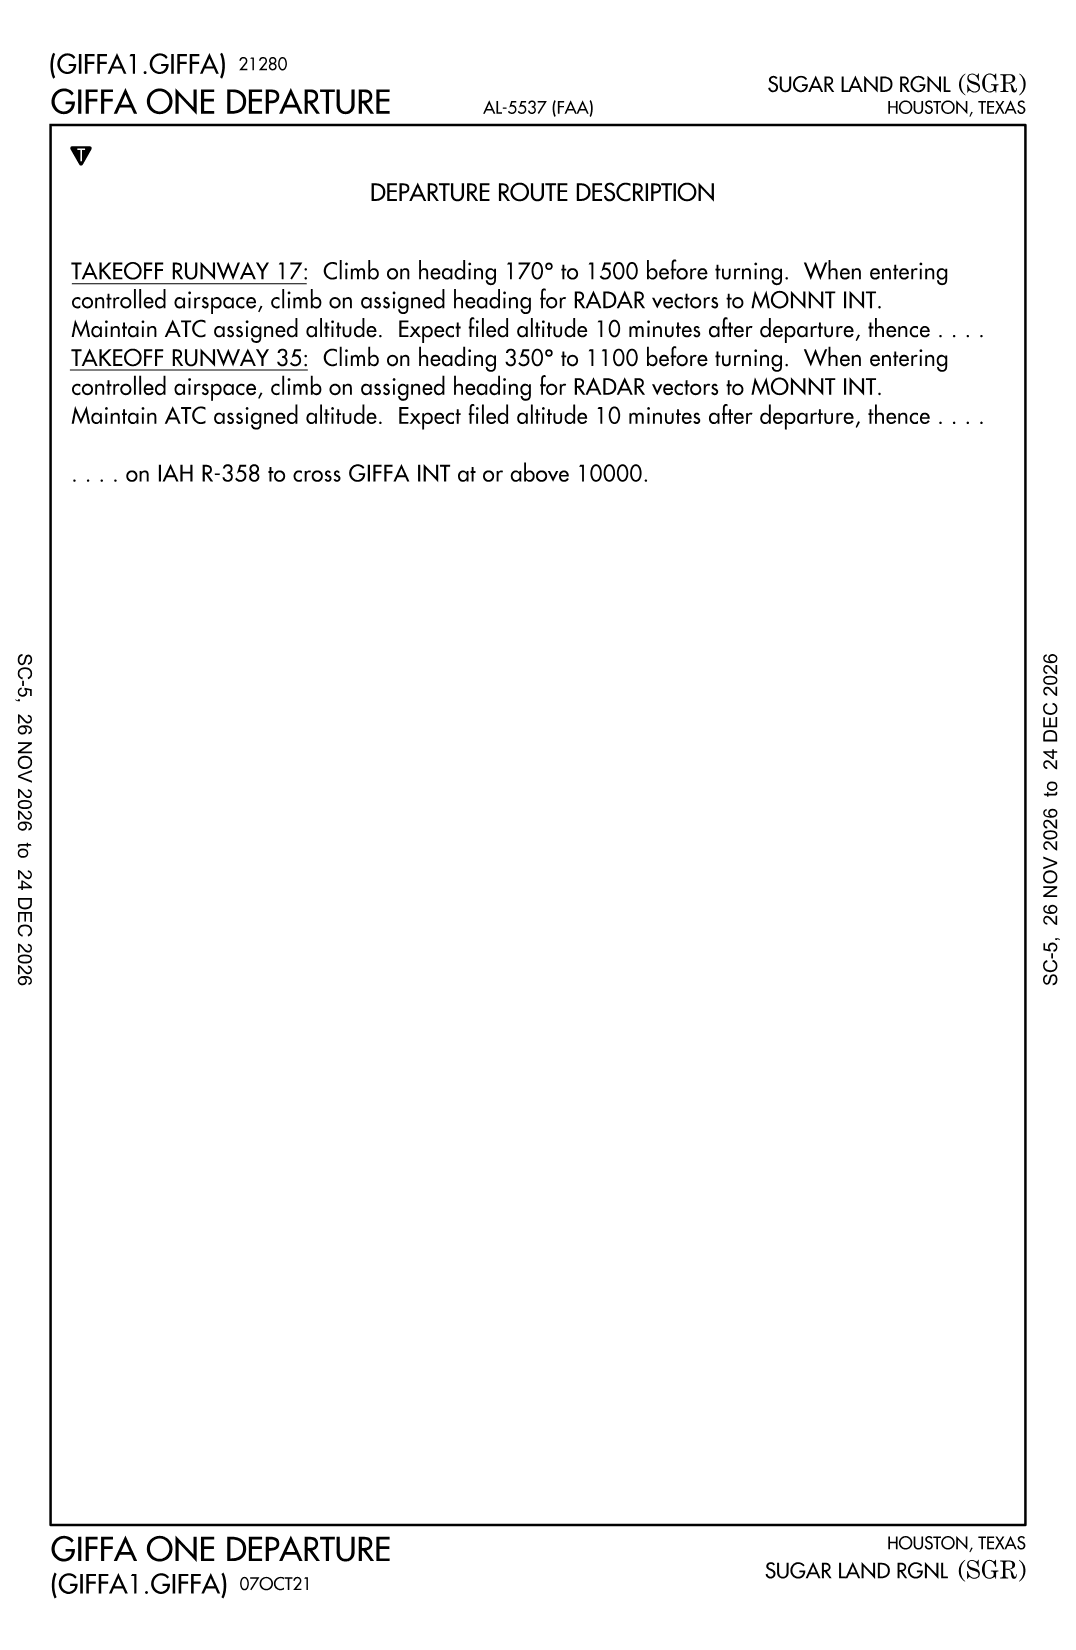 (GIFFA1.GIFFA) 21280
GIFFA ONE DEPARTURE
AL-5537 (FAA)
SUGAR LAND RGNL (SGR)
HOUSTON, TEXAS
T
DEPARTURE ROUTE DESCRIPTION
TAKEOFF RUNWAY 17: Climb on heading 170° to 1500 before turning. When entering
controlled airspace, climb on assigned heading for RADAR vectors to MONNT INT.
Maintain ATC assigned altitude. Expect filed altitude 10 minutes after departure, thence . . . .
TAKEOFF RUNWAY 35: Climb on heading 350° to 1100 before turning. When entering
controlled airspace, climb on assigned heading for RADAR vectors to MONNT INT.
Maintain ATC assigned altitude. Expect filed altitude 10 minutes after departure, thence . . . .
. . . . on IAH R-358 to cross GIFFA INT at or above 10000.
SC-5, 26 NOV 2026 to 24 DEC 2026
SC-5, 26 NOV 2026 to 24 DEC 2026
GIFFA ONE DEPARTURE
(GIFFA1.GIFFA) 07OCT21
HOUSTON, TEXAS
SUGAR LAND RGNL (SGR)